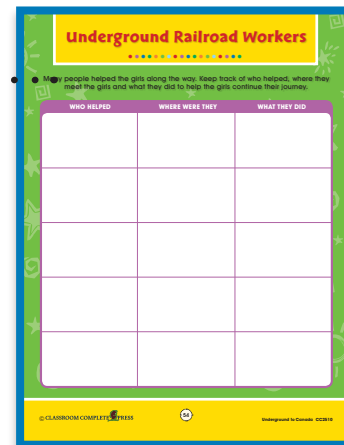 Underground Railroad Workers
Many people helped the girls along the way. Keep track of who helped, where they
meet the girls and what they did to help the girls continue their journey.
WHO HELPED WHERE WERE THEY WHAT THEY DID
© CLASSROOM COMPLETE PRESS 54 Underground to Canada CC2516